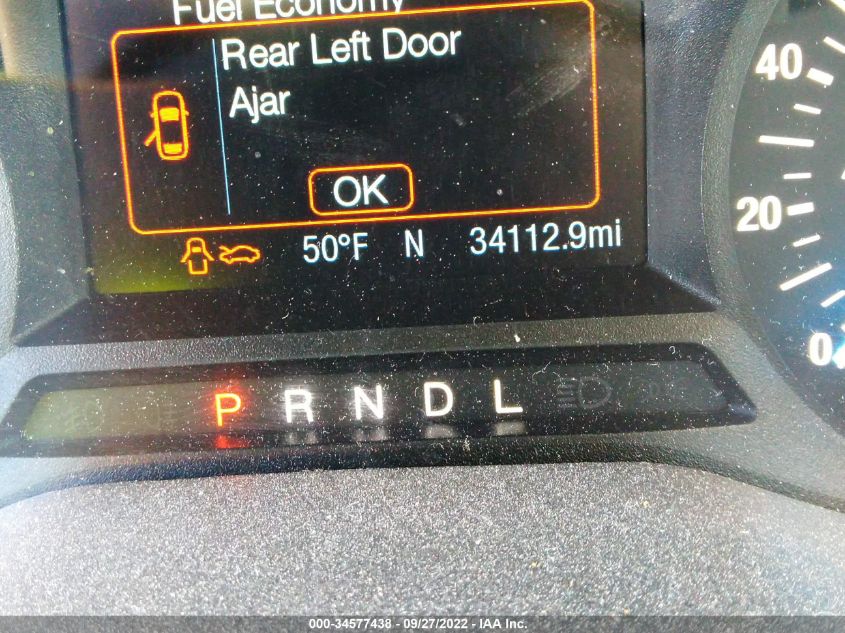 Fuel Economy
Rear Left Door
Ajar
OK
50°F N 34112.9mi
40
20
0
P R N D L
000-34577438 - 09/27/2022 - IAA Inc.